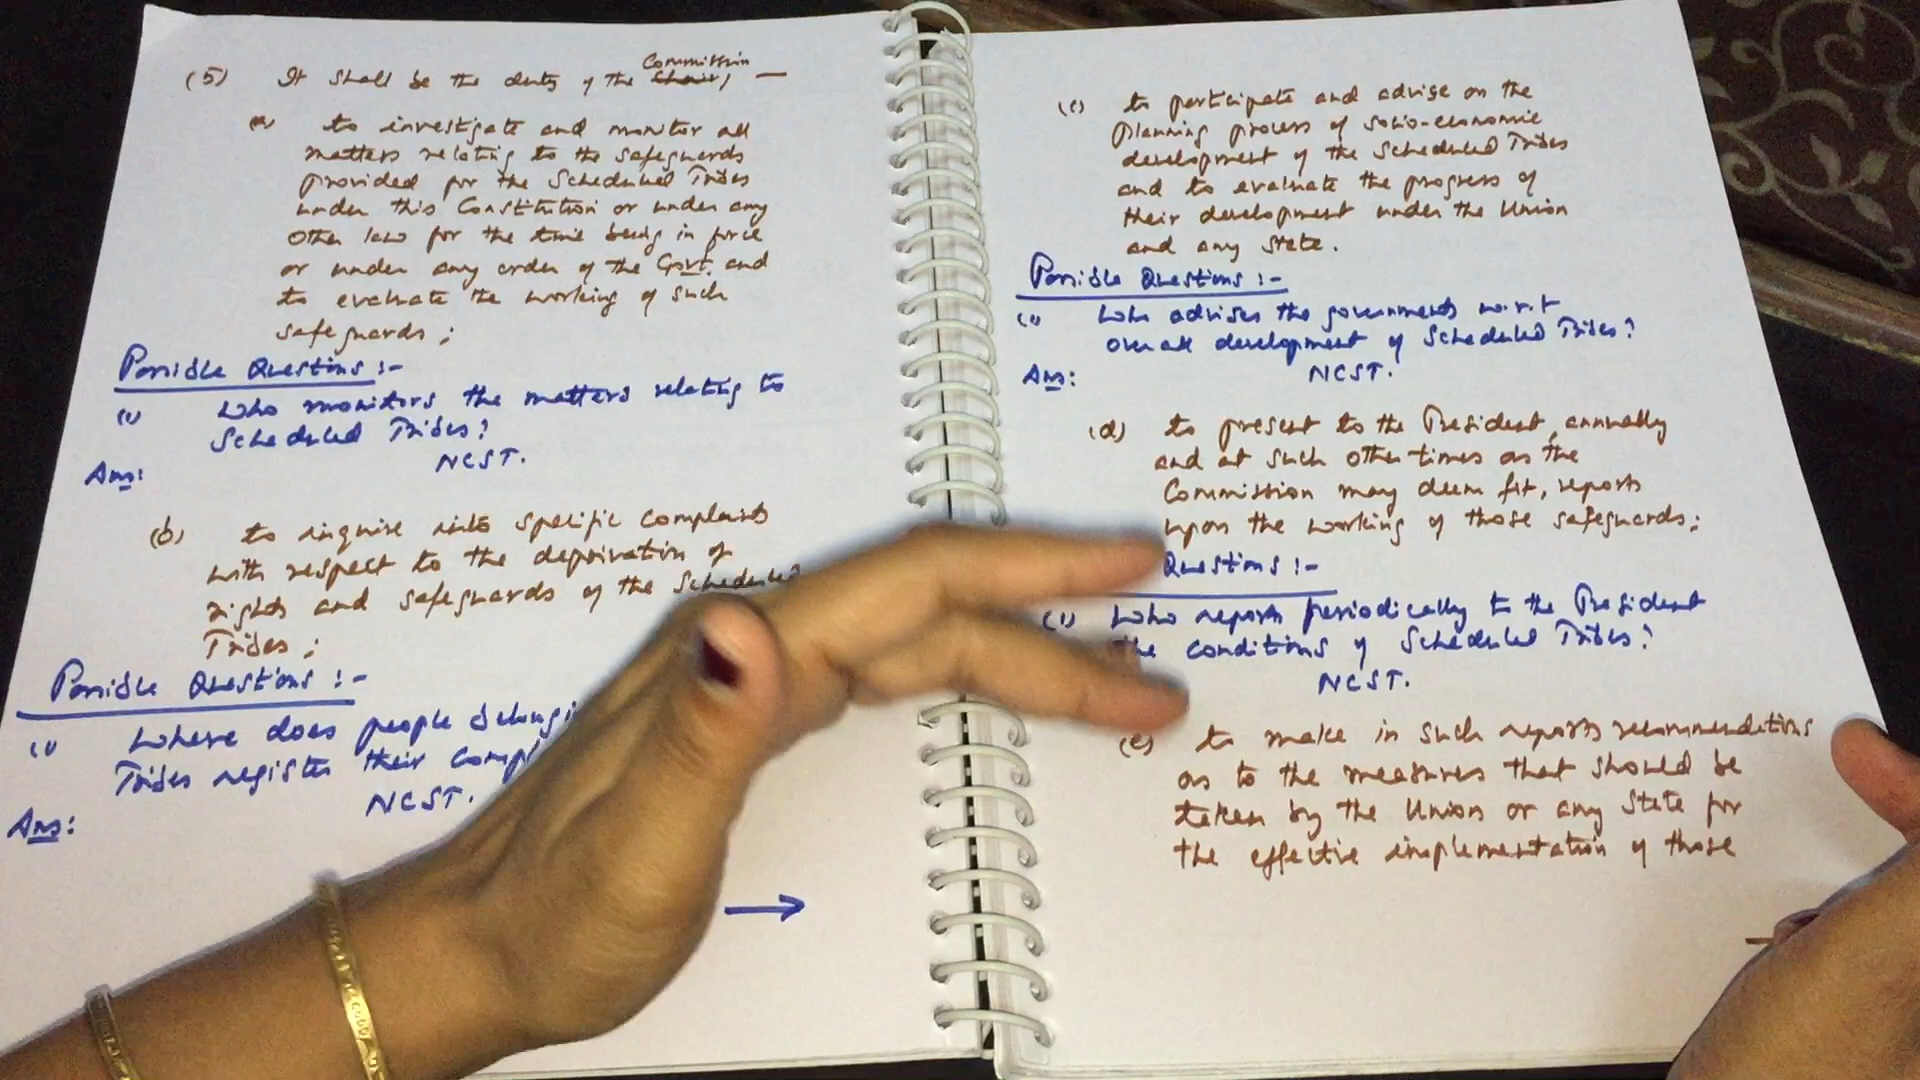 (5) It shall be the duty of the Commission, —
(a) to investigate and monitor all
matters relating to the safeguards
provided for the Scheduled Tribes
under this Constitution or under any
other law for the time being in force
or under any order of the Govt. and
to evaluate the working of such
safeguards;
Possible Questions :-
(1) Who monitors the matters relating to
Scheduled Tribes?
Ans: NCST.
(b) to inquire into specific complaints
with respect to the deprivation of
rights and safeguards of the Scheduled
Tribes;
Possible Questions :-
(1) Where does people
Tribes register their
Ans: NCST.
(c) to participate and advise on the
planning process of socio-economic
development of the Scheduled Tribes
and to evaluate the progress of
their development under the Union
and any State.
Possible Questions :-
(1) Who advises the governments w.r.t
overall development of Scheduled Tribes?
Ans: NCST.
(d) to present to the President, annually
and at such other times as the
Commission may deem fit, reports
upon the working of those safeguards;
Questions :-
(1) Who reports periodically to the President
the conditions of Scheduled Tribes?
NCST.
(e) to make in such reports recommendations
as to the measures that should be
taken by the Union or any State for
the effective implementation of those